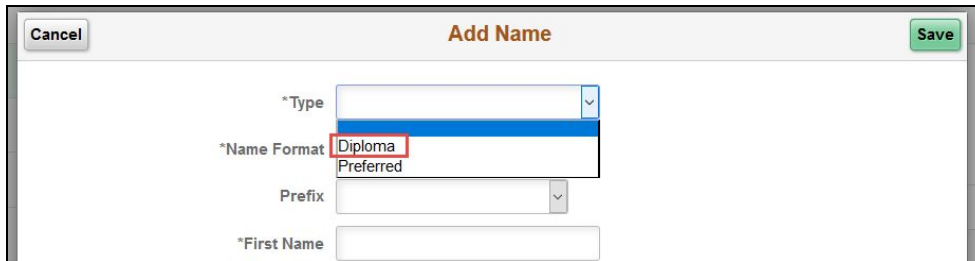 Cancel Add Name Save
*Type
*Name Format Diploma
Preferred
Prefix
*First Name